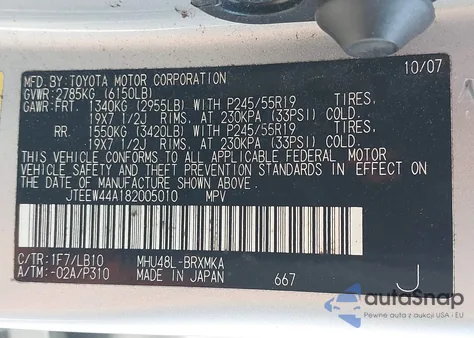 MFD.BY:TOYOTA MOTOR CORPORATION 10/07
GVWR:2785KG (6150LB)
GAWR:FRT 1340KG (2955LB) WITH P245/55R19 TIRES,
19X7 1/2J RIMS, AT 230KPA (33PSI) COLD.
RR 1550KG (3420LB) WITH P245/55R19 TIRES,
19X7 1/2J RIMS, AT 230KPA (33PSI) COLD.
THIS VEHICLE CONFORMS TO ALL APPLICABLE FEDERAL MOTOR
VEHICLE SAFETY AND THEFT PREVENTION STANDARDS IN
EFFECT ON THE DATE OF MANUFACTURE SHOWN ABOVE.
JTEEW44A182005010 MPV
C/TR:1F7/LB10 MHU48L-BRXMKA
A/TM:-02A/P310 MADE IN JAPAN 667 J
autoSnap
Pewne auta z USA • EU